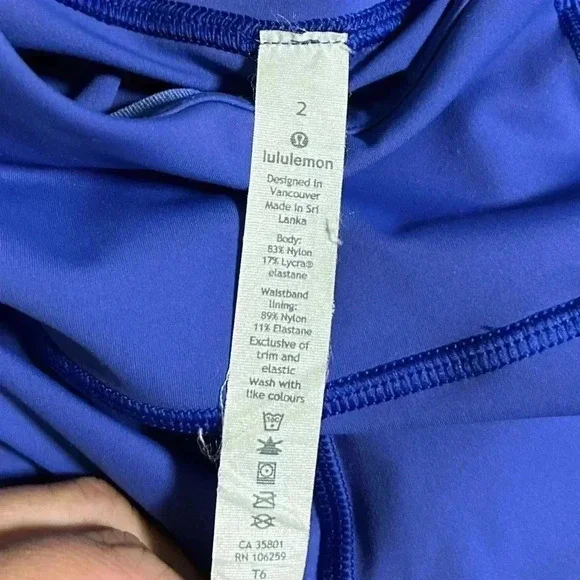 2
lululemon
Designed in
Vancouver
Made in Sri
Lanka
Body:
83% Nylon
17% Lycra®
elastane
Waistband
lining:
89% Nylon
11% Elastane
Exclusive of
trim and
elastic
Wash with
like colours
CA 35801
RN 106259
T6